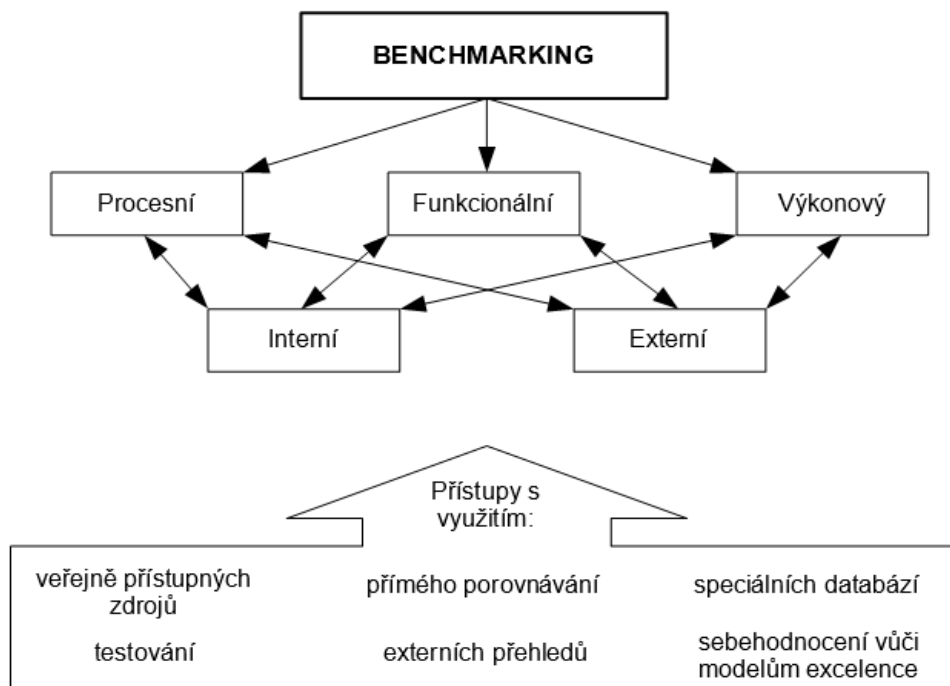 BENCHMARKING
Procesní
Funkcionální
Výkonový
Interní
Externí
Přístupy s
využitím:
veřejně přístupných
zdrojů
přímého porovnávání
speciálních databází
testování
externích přehledů
sebehodnocení vůči
modelům excelence